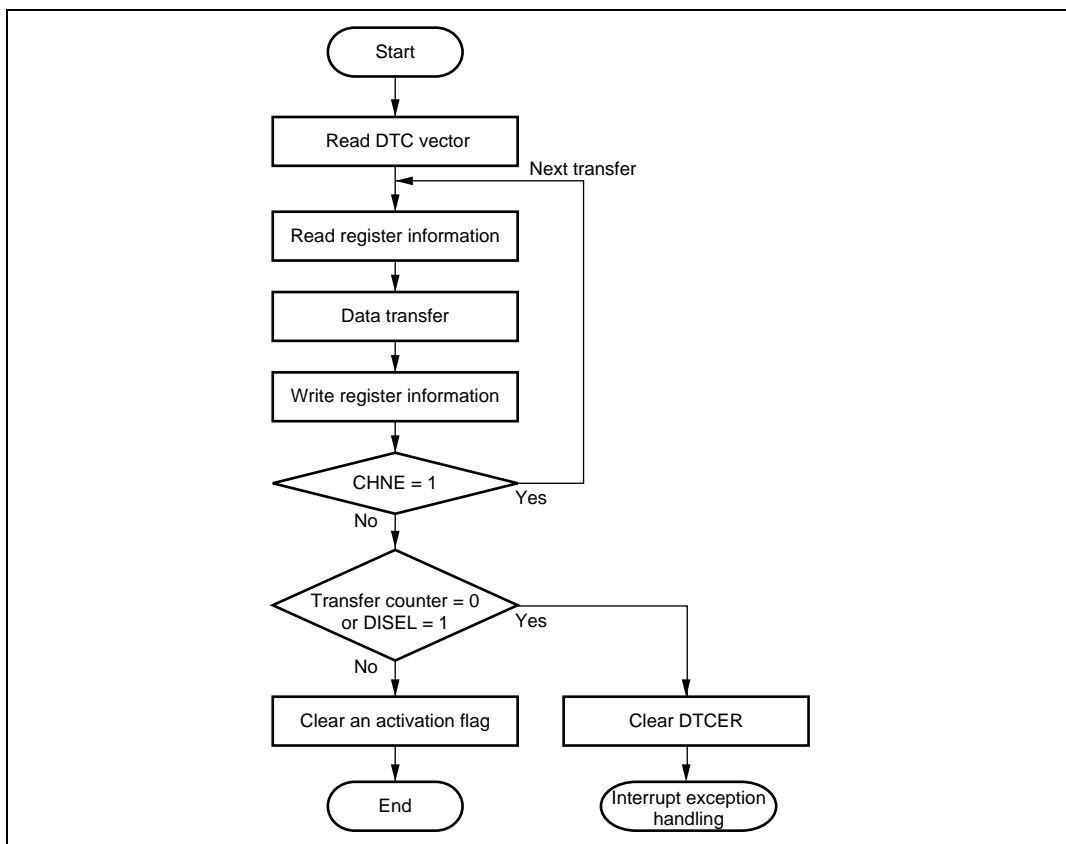 Start
Read DTC vector
Next transfer
Read register information
Data transfer
Write register information
CHNE = 1
Yes
No
Transfer counter = 0
or DISEL = 1
Yes
No
Clear an activation flag
Clear DTCER
End
Interrupt exception
handling